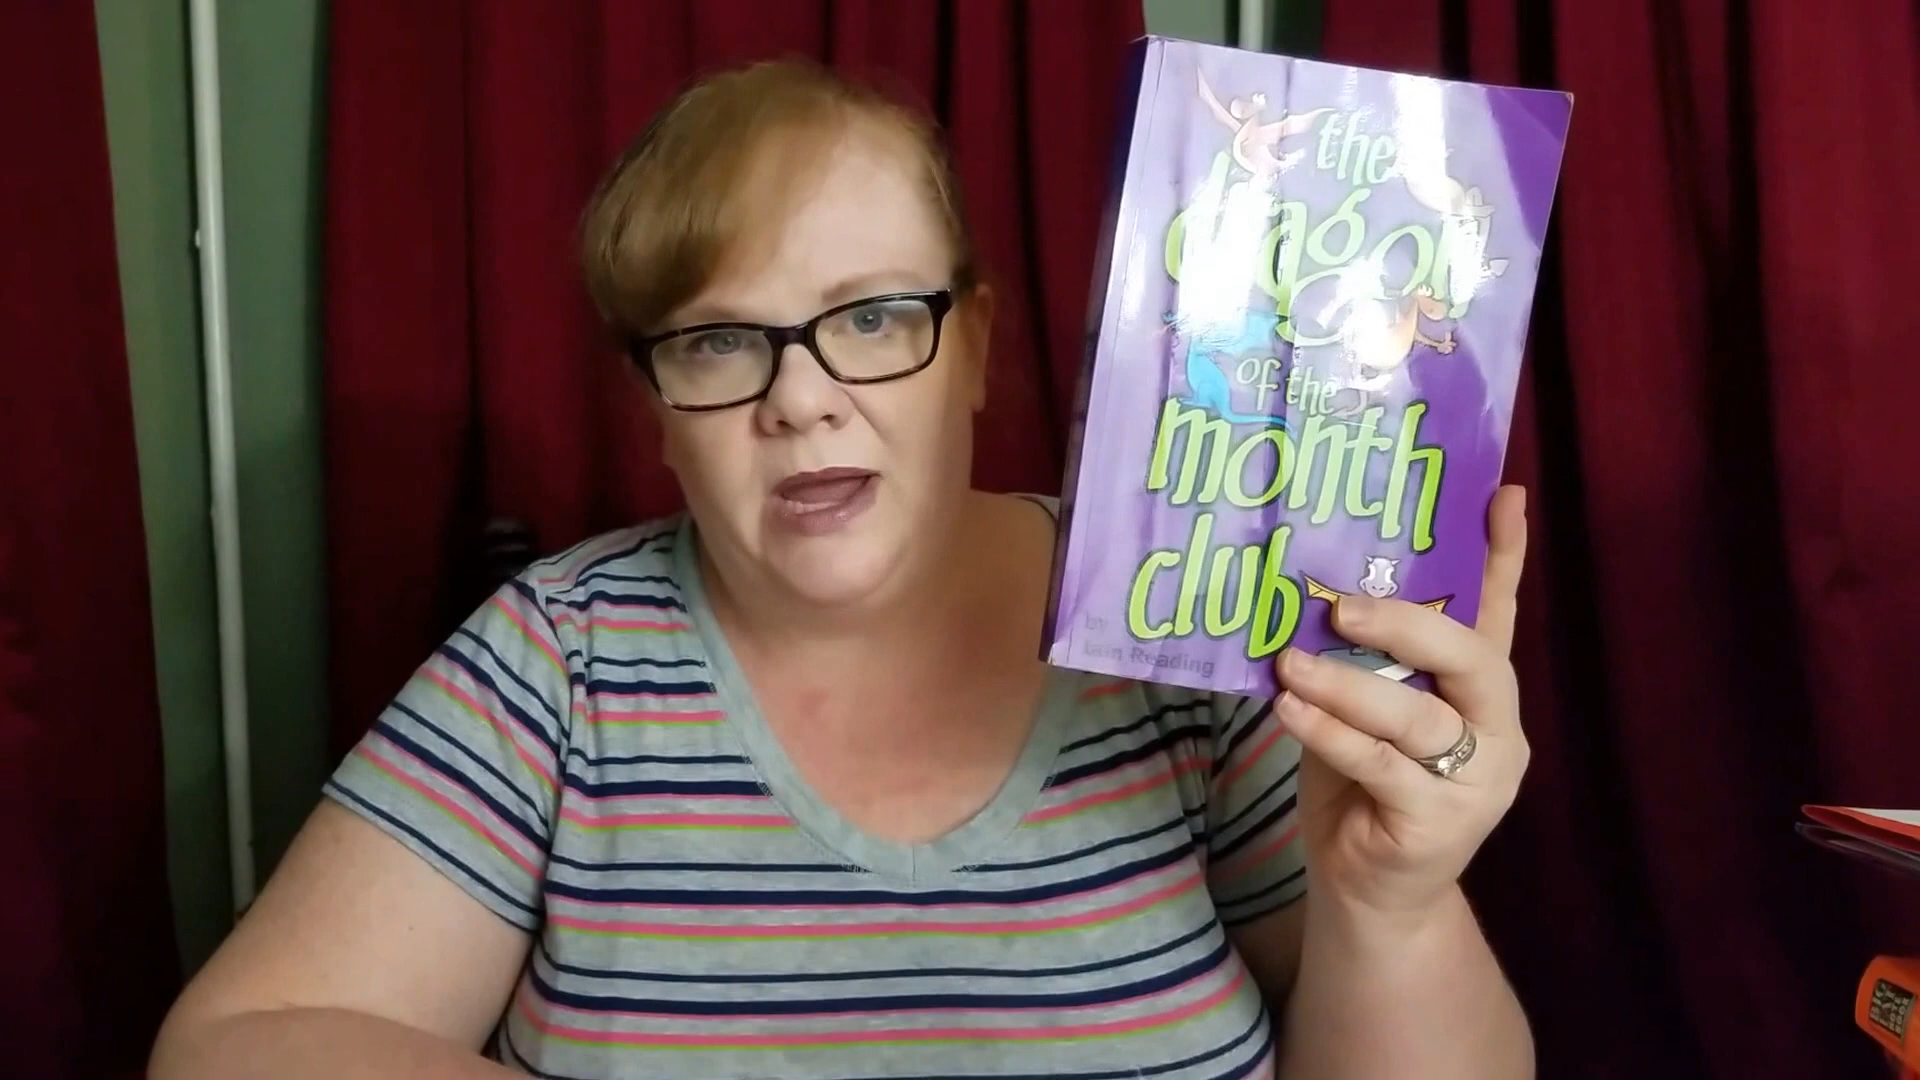 the
dragon
of the
month
club
by
Iain Reading